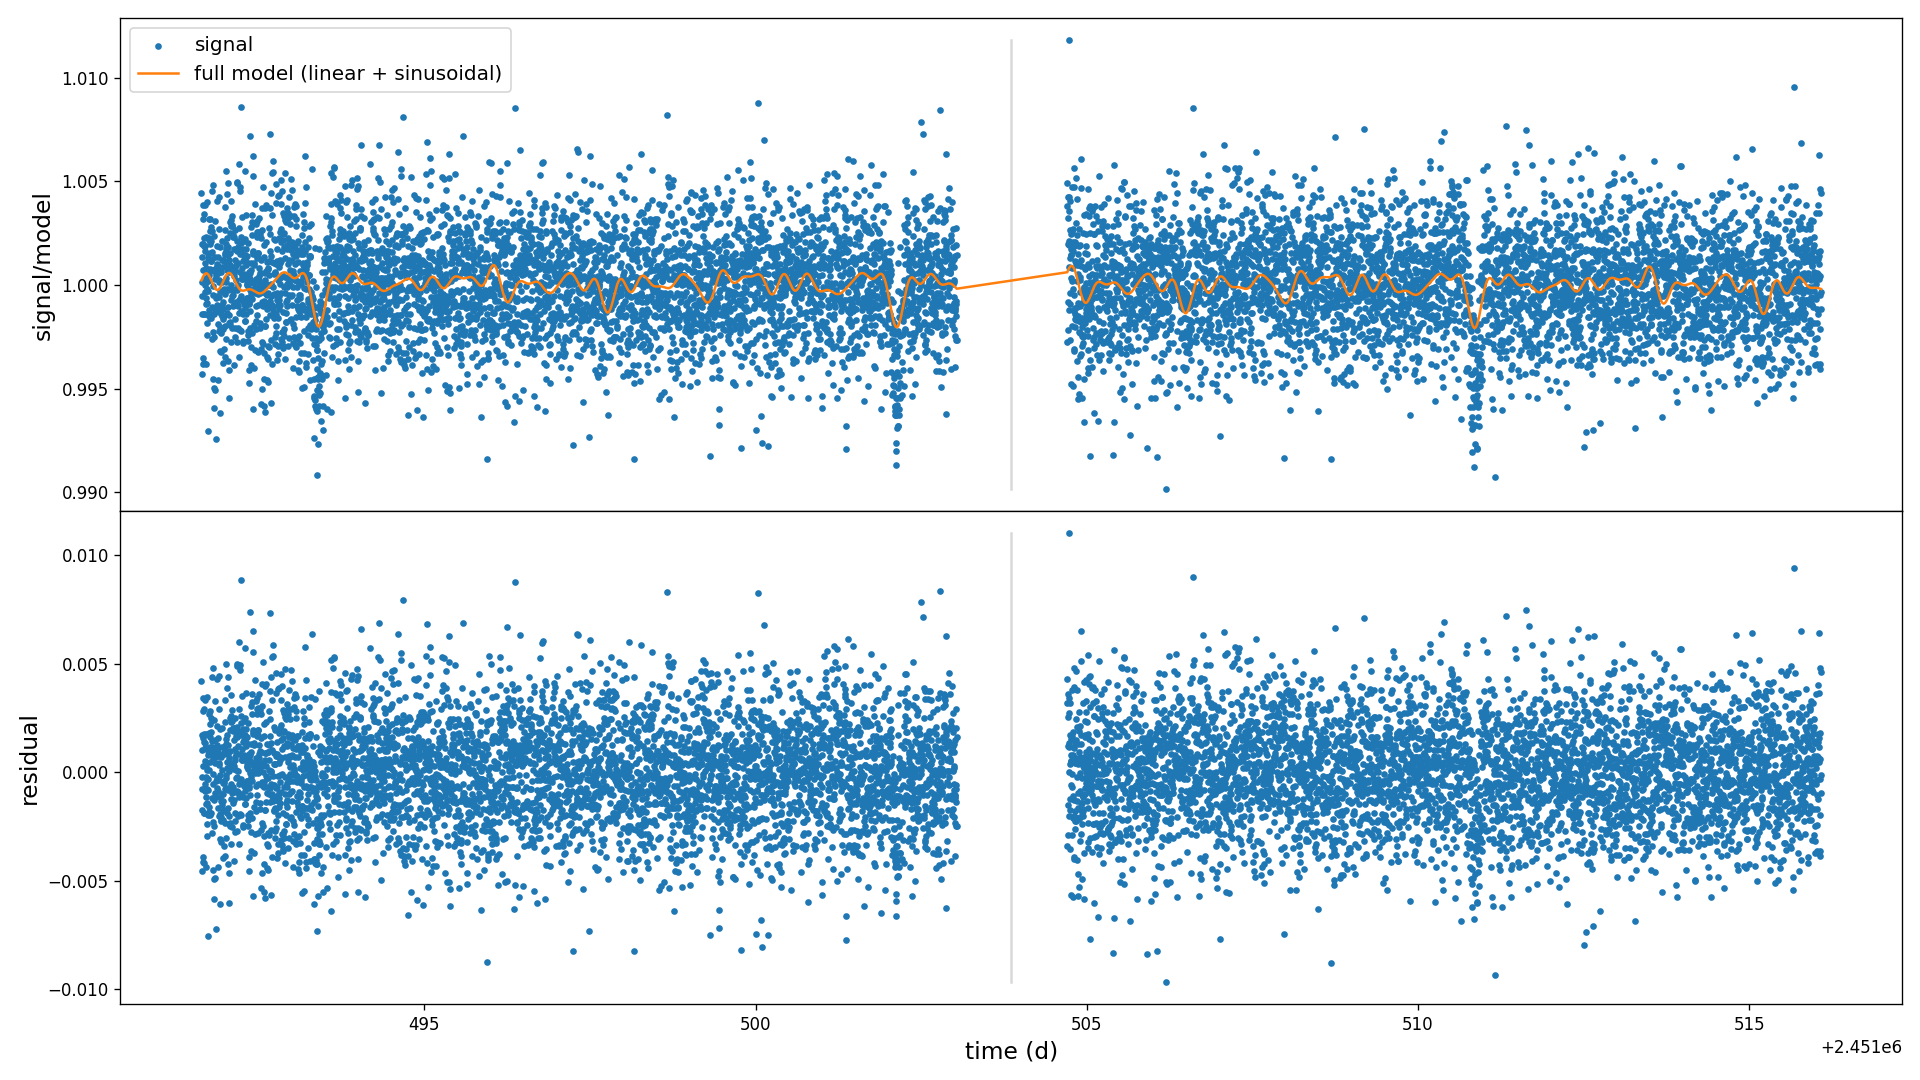 signal
full model (linear + sinusoidal)
signal/model
1.010
1.005
1.000
0.995
0.990
residual
0.010
0.005
0.000
−0.005
−0.010
495
500
505
510
515
time (d)
+2.451e6